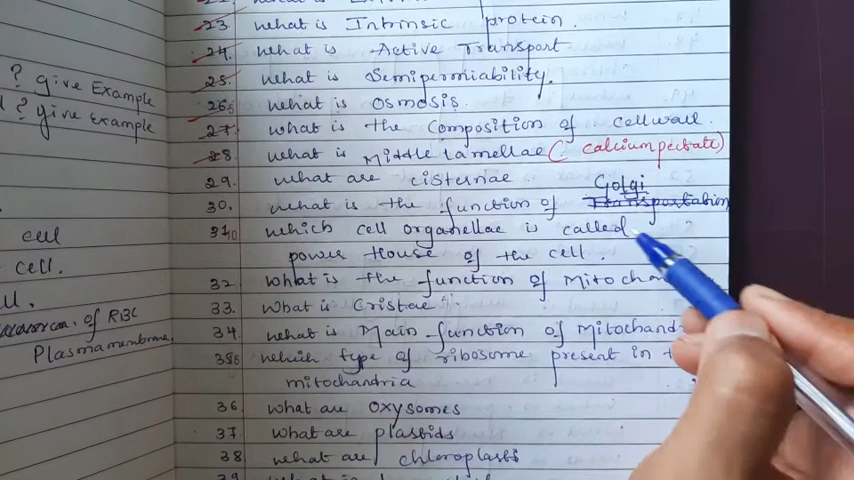 ? give Example
? give Example
cell
cell.
of RBC
Plasmamembrane.
23 what is Intrinsic protein.
24. what is Active Transport
25. what is Semipermiability.
26 what is osmosis.
27. what is the composition of cellwall.
28. what is Middle lamellae (: calciumpectate)
29. what are cisternae.
30. what is the function of Golgi Transportation
31 which cell organellae is called
power House of the cell.
32 what is the function of
33. what is Cristae
34. what is Main function of
35 which type of ribosome present in
mitochondria
36. what are oxysomes
37. what are plastids
38 what are chloroplasts
39